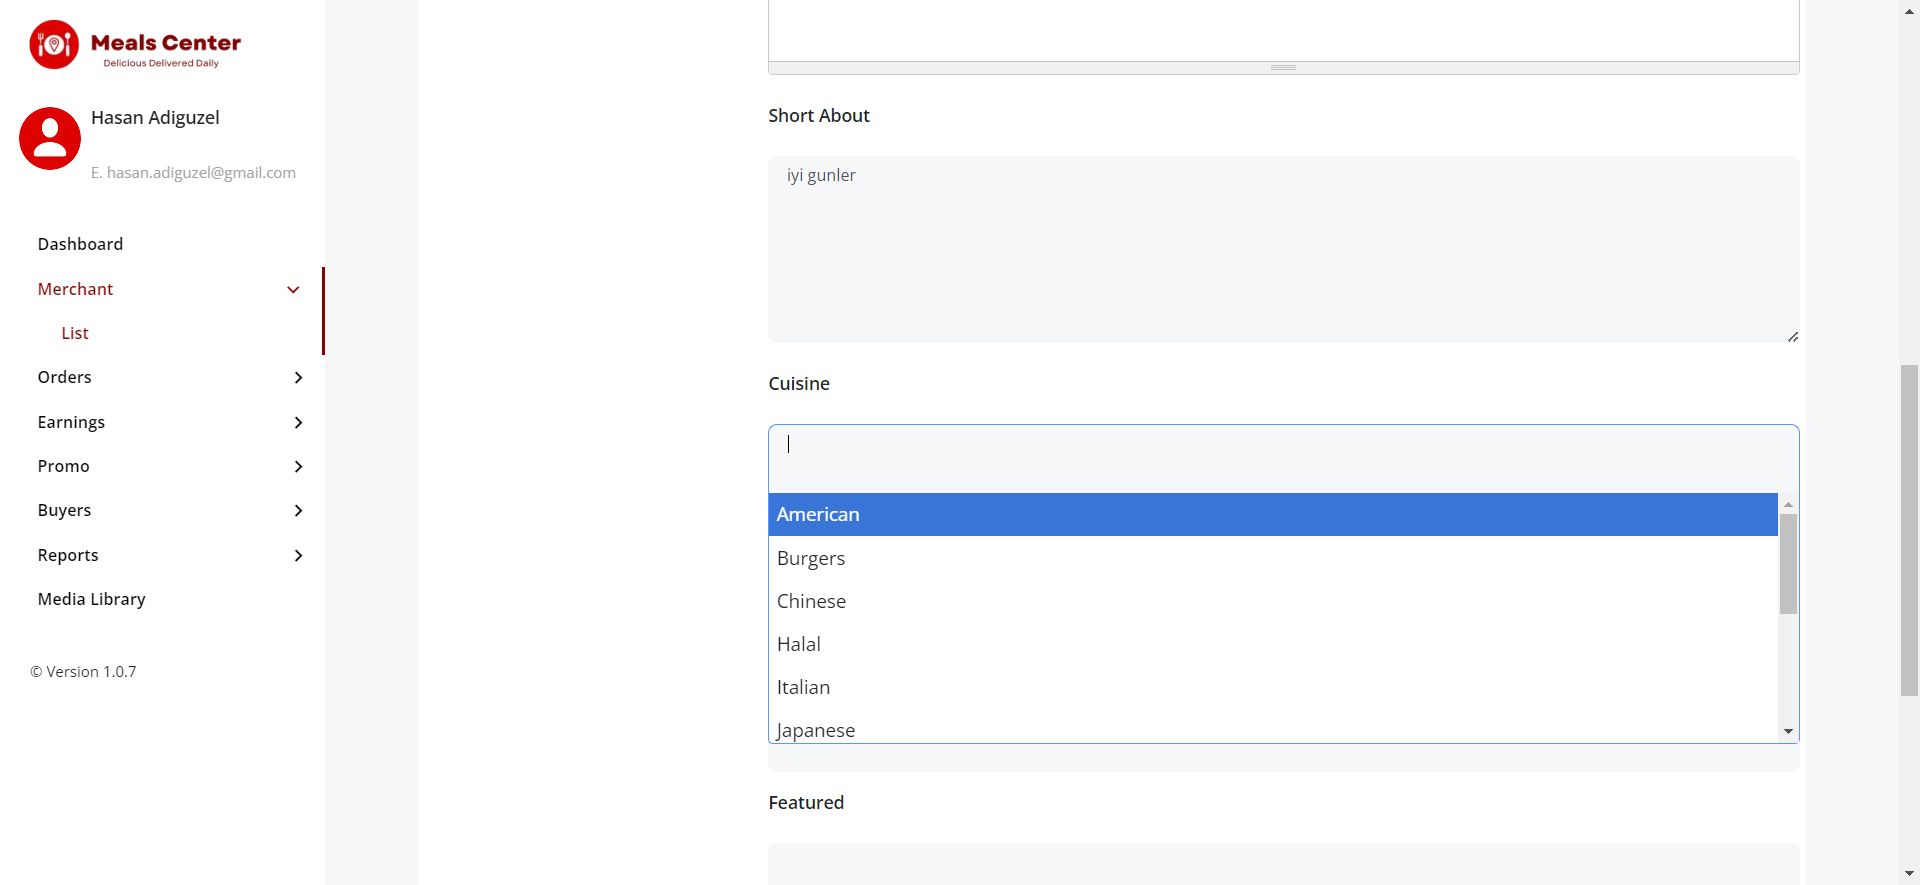 Meals Center
Delicious Delivered Daily
Hasan Adiguzel
E. hasan.adiguzel@gmail.com
Dashboard
Merchant
List
Orders
Earnings
Promo
Buyers
Reports
Media Library
© Version 1.0.7
Short About
iyi gunler
Cuisine
American
Burgers
Chinese
Halal
Italian
Japanese
Featured